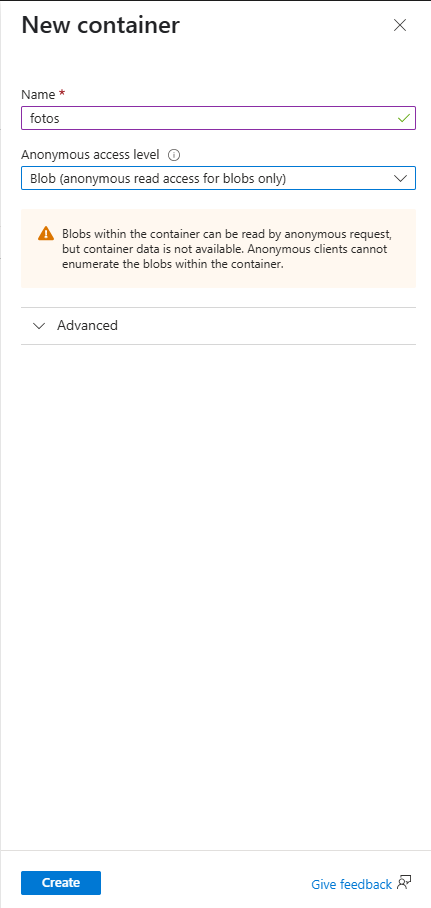 New container
Name *
fotos
Anonymous access level
Blob (anonymous read access for blobs only)
Blobs within the container can be read by anonymous request,
but container data is not available. Anonymous clients cannot
enumerate the blobs within the container.
Advanced
Create
Give feedback